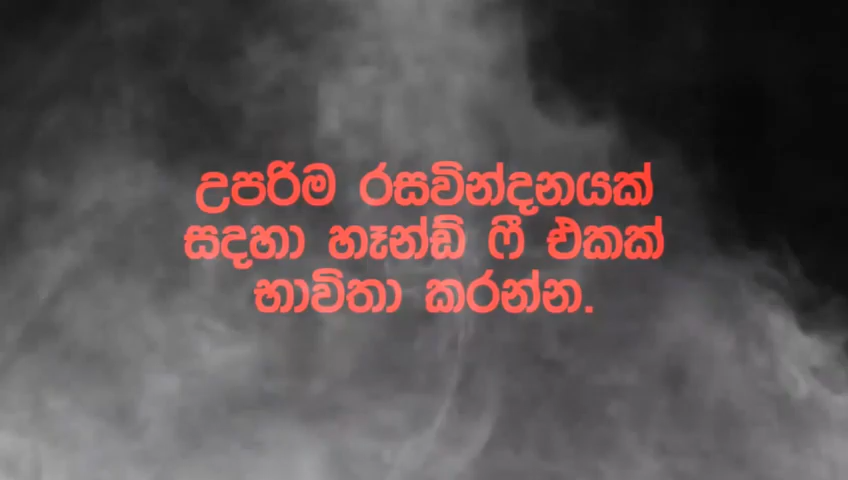 උපරිම රසවින්දනයක්
සදහා හෑන්ඩ් ෆී එකක්
භාවිතා කරන්න.